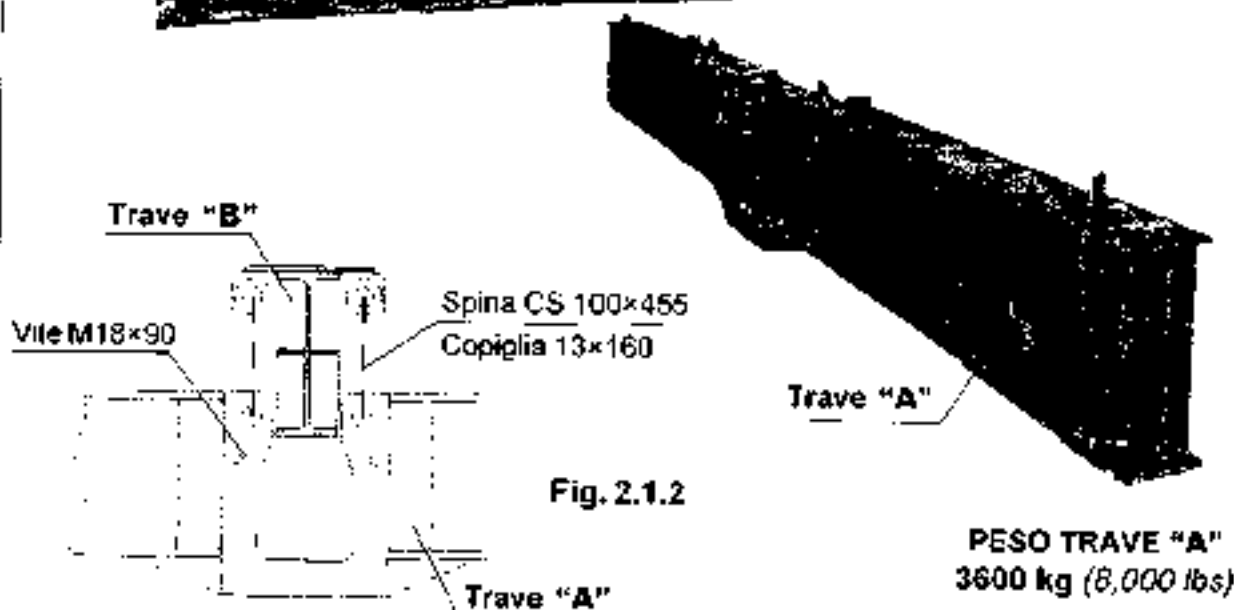 Trave “B”
Vite M18×90
Spina CS 100×455
Copiglia 13×160
Trave “A”
Fig. 2.1.2
PESO TRAVE “A”
3600 kg (8,000 lbs)
Trave “A”